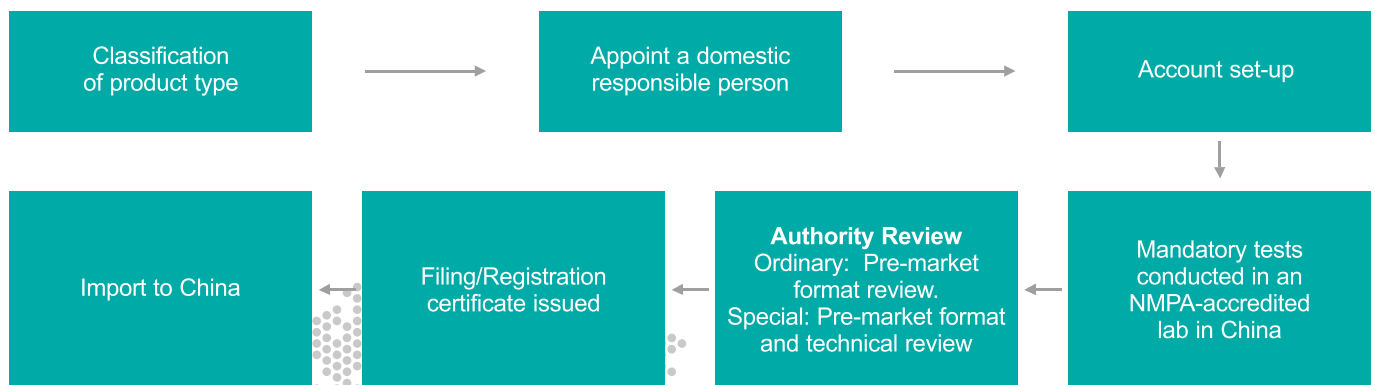 Classification
of product type
Appoint a domestic
responsible person
Account set-up
Mandatory tests
conducted in an
NMPA-accredited
lab in China
Authority Review
Ordinary:  Pre-market
format review.
Special: Pre-market format
and technical review
Filing/Registration
certificate issued
Import to China